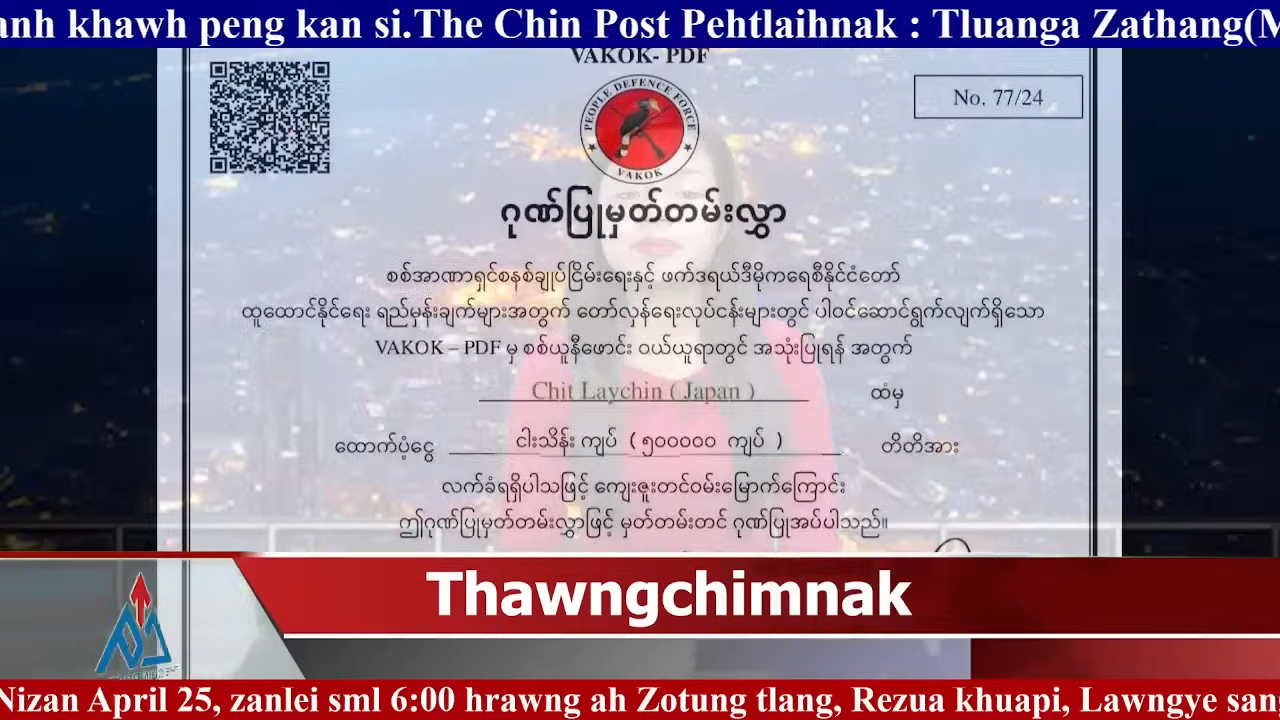 anh khawh peng kan si.The Chin Post Pehtlaihnak : Tluanga Zathang(M
VAKOK- PDF
PEOPLE DEFENCE FORCE
VAKOK
No. 77/24
ဂုဏ်ပြုမှတ်တမ်းလွှာ
စစ်အာဏာရှင်စနစ်ချုပ်ငြိမ်းရေးနှင့် ဖက်ဒရယ်ဒီမိုကရေစီနိုင်ငံတော်
ထူထောင်နိုင်ရေး ရည်မှန်းချက်များအတွက် တော်လှန်ရေးလုပ်ငန်းများတွင် ပါဝင်ဆောင်ရွက်လျက်ရှိသော
VAKOK – PDF မှ စစ်ယူနီဖောင်း ဝယ်ယူရာတွင် အသုံးပြုရန် အတွက်
Chit Laychin ( Japan ) ထံမှ
ထောက်ပံ့ငွေ ငါးသိန်း ကျပ် ( ၅၀၀၀၀၀ ကျပ် ) တိတိအား
လက်ခံရရှိပါသဖြင့် ကျေးဇူးတင်ဝမ်းမြောက်ကြောင်း
ဤဂုဏ်ပြုမှတ်တမ်းလွှာဖြင့် မှတ်တမ်းတင် ဂုဏ်ပြုအပ်ပါသည်။
Thawngchimnak
Nizan April 25, zanlei sml 6:00 hrawng ah Zotung tlang, Rezua khuapi, Lawngye san,